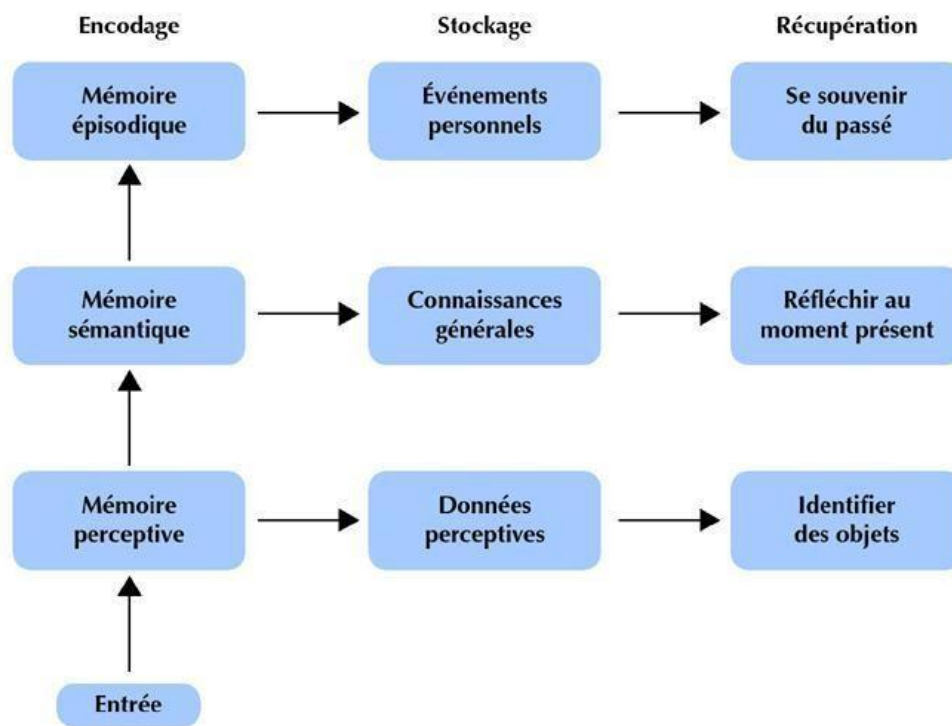 Encodage
Stockage
Récupération
Mémoire
épisodique
Événements
personnels
Se souvenir
du passé
Mémoire
sémantique
Connaissances
générales
Réfléchir au
moment présent
Mémoire
perceptive
Données
perceptives
Identifier
des objets
Entrée